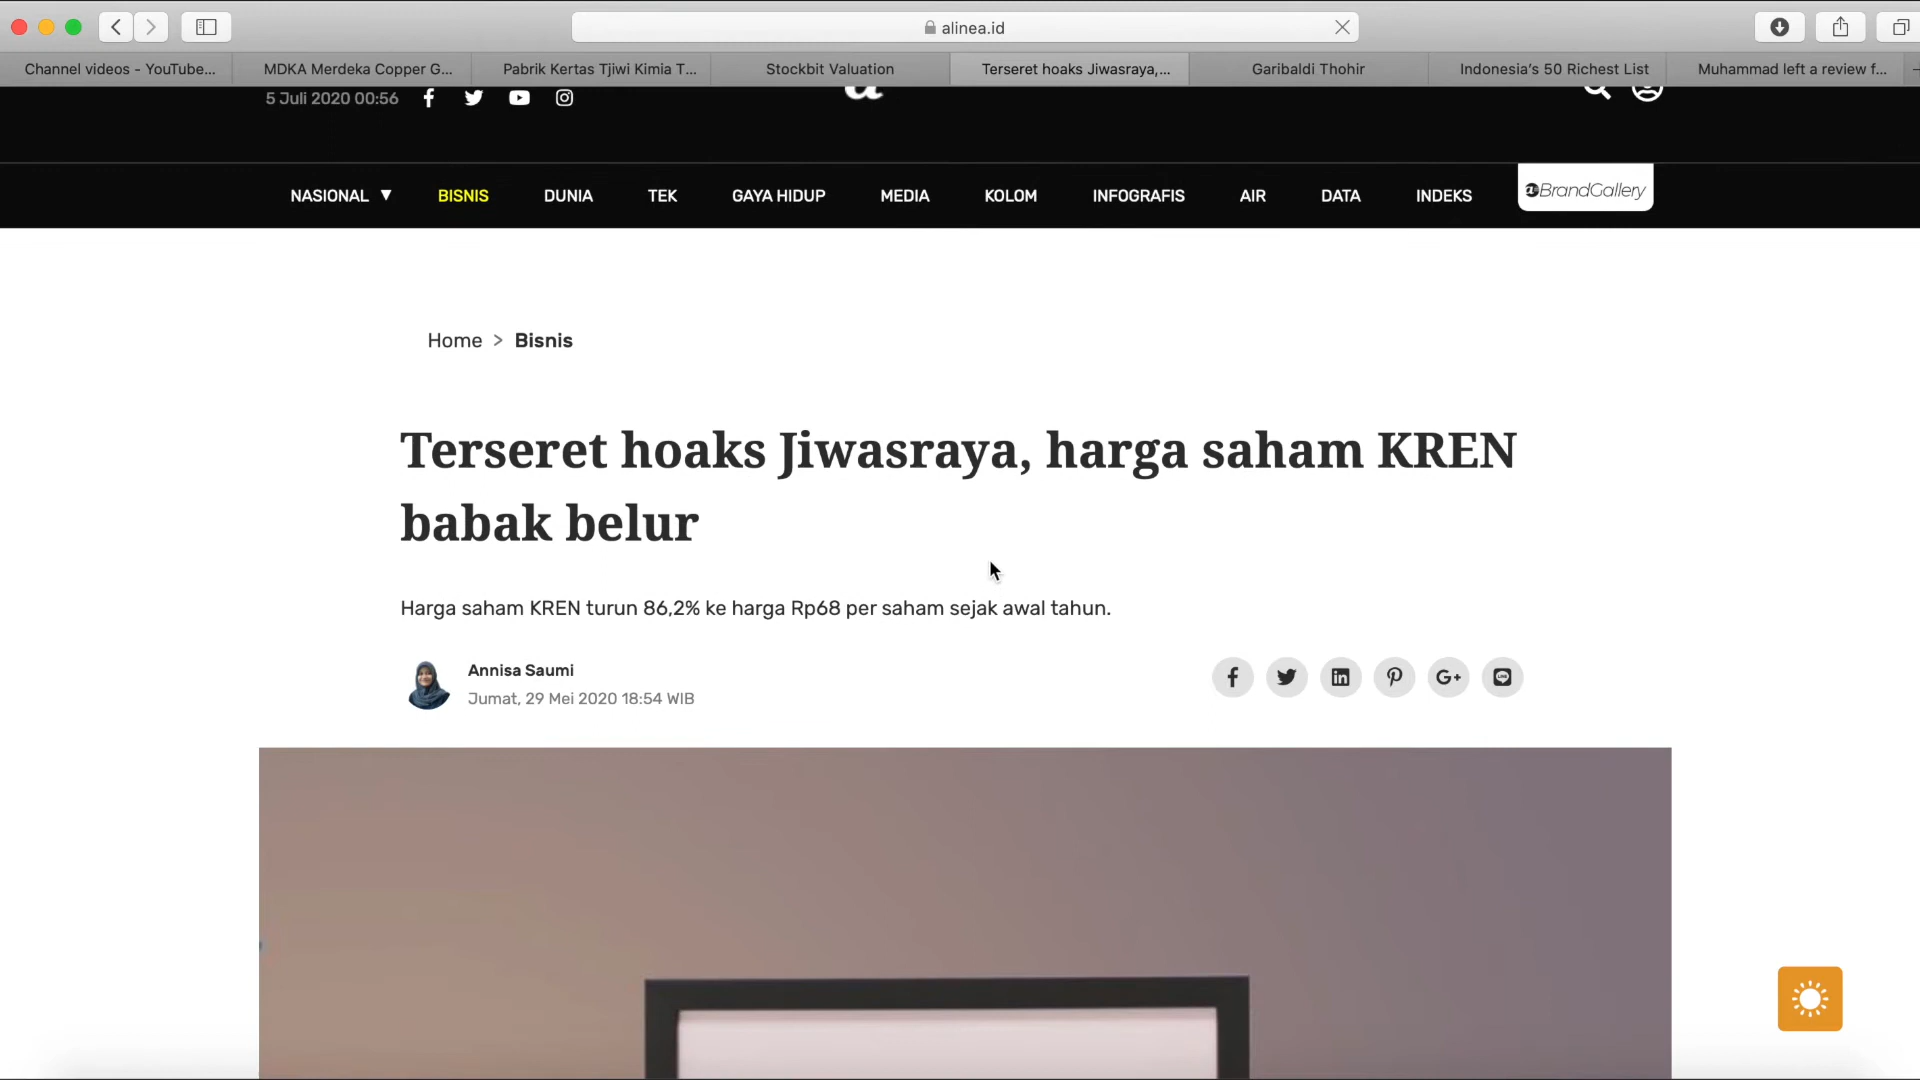 alinea.id
Channel videos - YouTube...
MDKA Merdeka Copper G...
Pabrik Kertas Tjiwi Kimia T...
Stockbit Valuation
Terseret hoaks Jiwasraya,...
Garibaldi Thohir
Indonesia's 50 Richest List
Muhammad left a review f...
5 Juli 2020 00:56
NASIONAL ▼
BISNIS
DUNIA
TEK
GAYA HIDUP
MEDIA
KOLOM
INFOGRAFIS
AIR
DATA
INDEKS
BrandGallery
Home > Bisnis
Terseret hoaks Jiwasraya, harga saham KREN
babak belur
Harga saham KREN turun 86,2% ke harga Rp68 per saham sejak awal tahun.
Annisa Saumi
Jumat, 29 Mei 2020 18:54 WIB